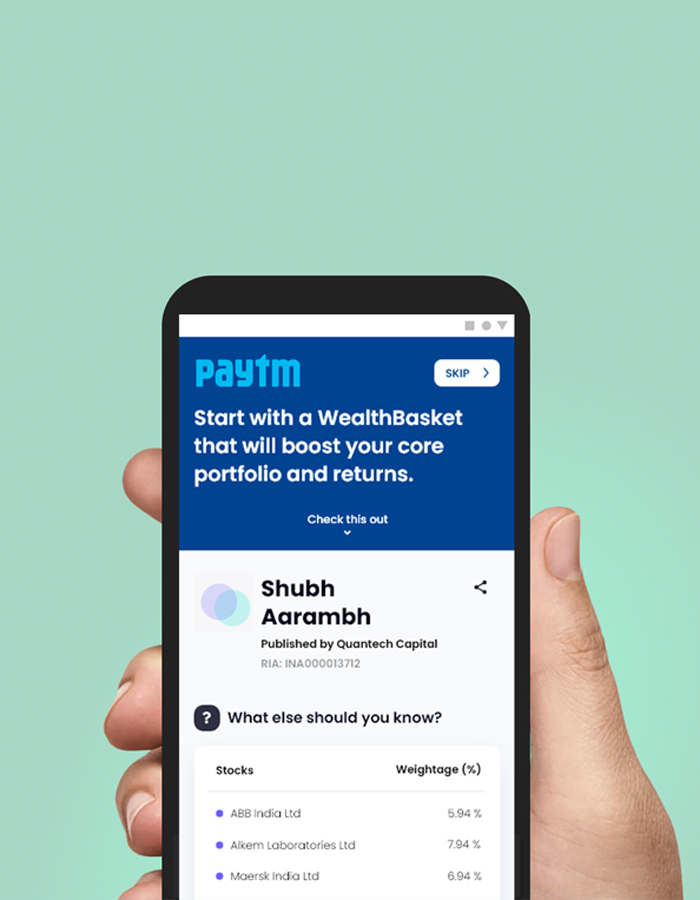 paytm
SKIP
Start with a WealthBasket
that will boost your core
portfolio and returns.
Check this out
Shubh
Aarambh
Published by Quantech Capital
RIA: INA000013712
? What else should you know?
Stocks Weightage (%)
ABB India Ltd 5.94 %
Alkem Laboratories Ltd 7.94 %
Maersk India Ltd 6.94 %